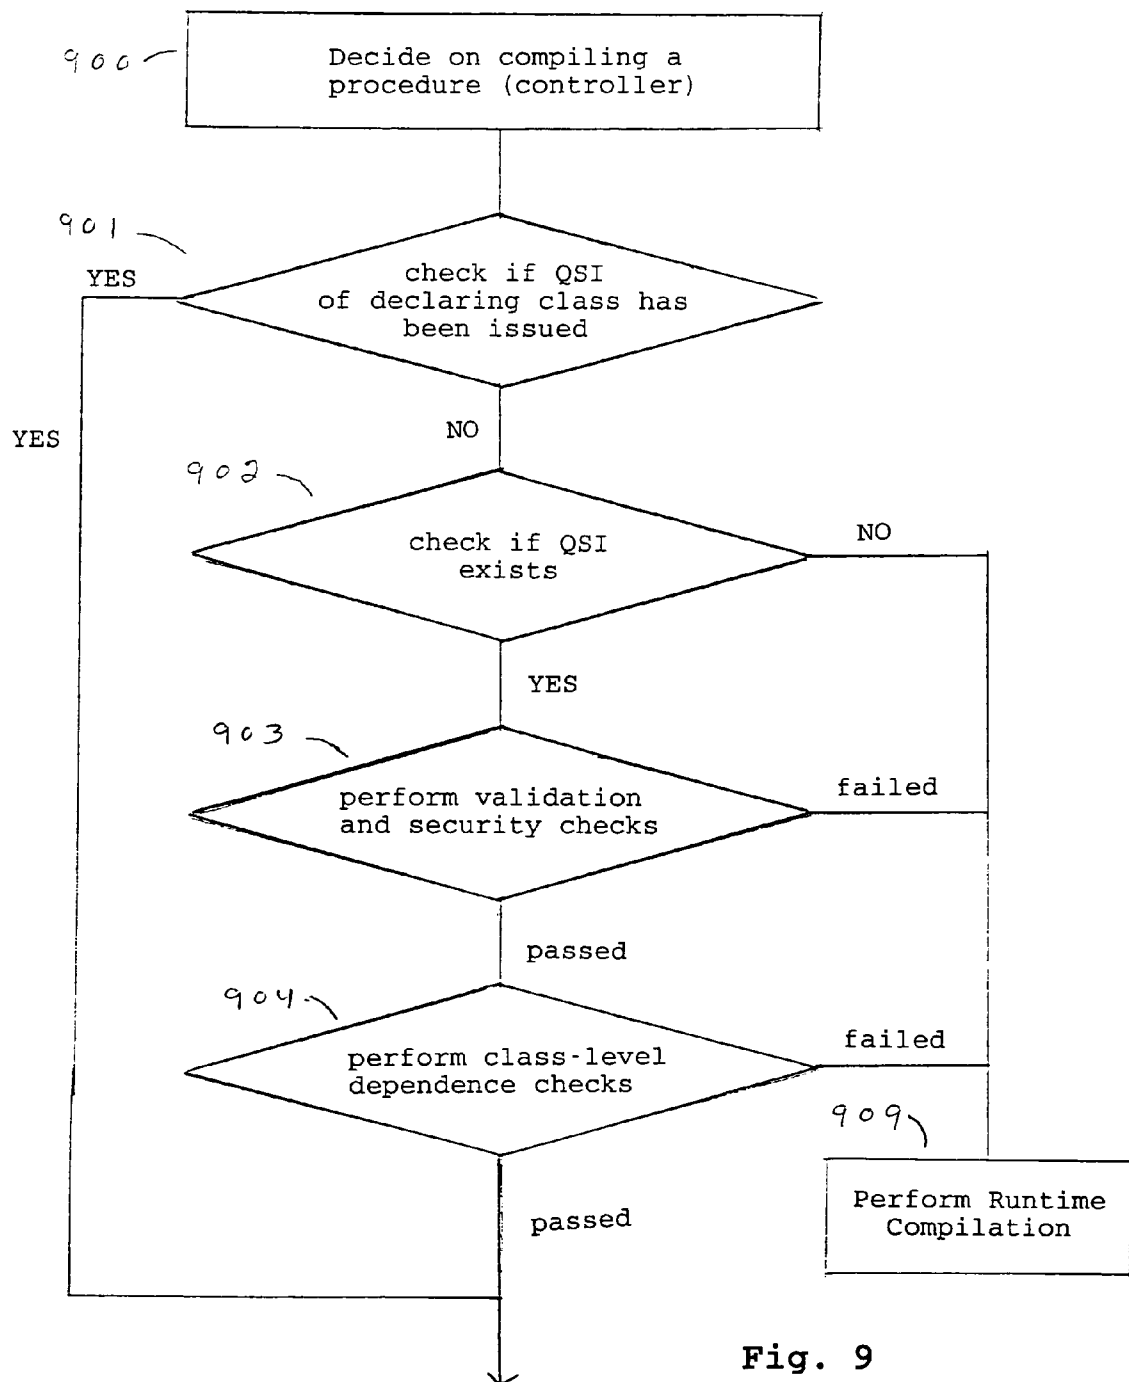 900
Decide on compiling a
procedure (controller)
901
YES
check if QSI
of declaring class has
been issued
YES
NO
902
check if QSI
exists
NO
YES
903
perform validation
and security checks
failed
passed
904
perform class-level
dependence checks
failed
909
Perform Runtime
Compilation
passed
Fig. 9